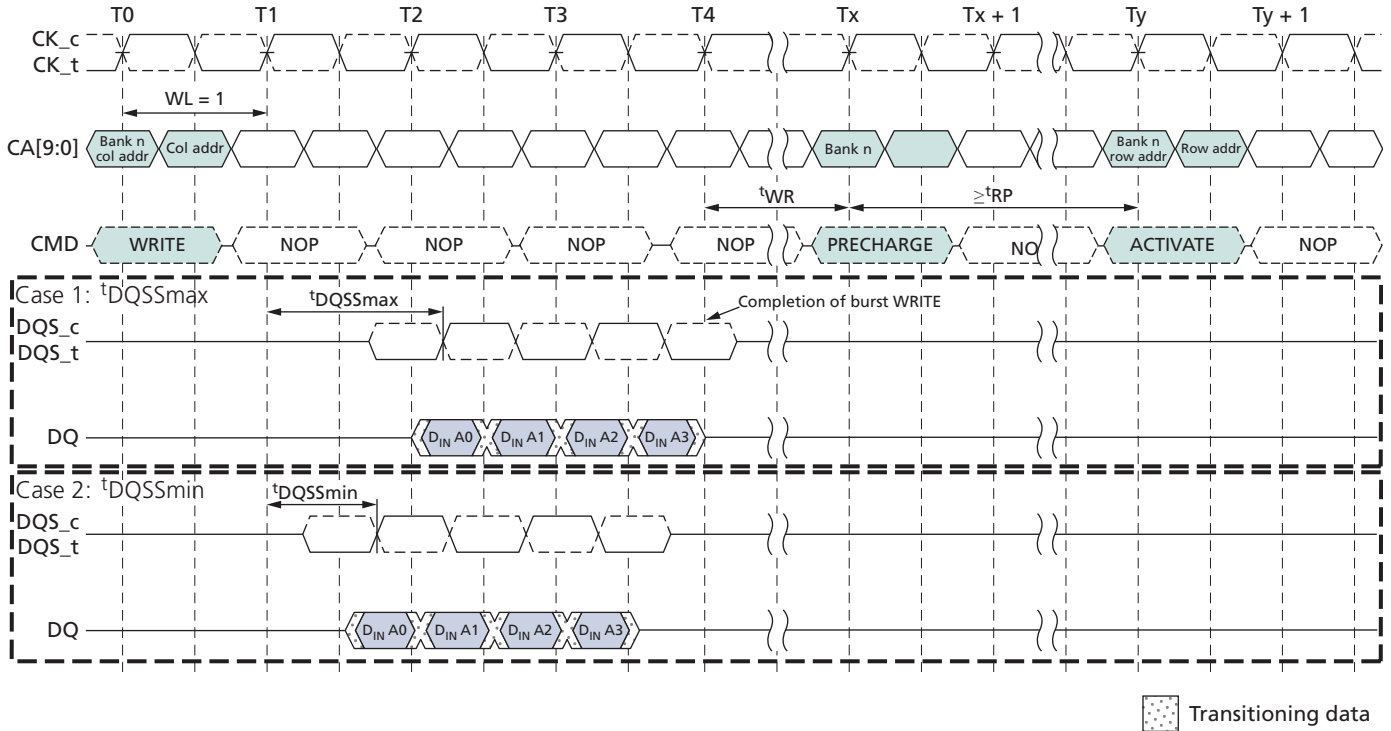 T0 T1 T2 T3 T4 Tx Tx + 1 Ty Ty + 1
CK_c
CK_t
WL = 1
CA[9:0] Bank n col addr Col addr Bank n Bank n row addr Row addr
tWR ≥tRP
CMD WRITE NOP NOP NOP NOP PRECHARGE NO ACTIVATE NOP
Case 1: tDQSSmax
tDQSSmax
Completion of burst WRITE
DQS_c
DQS_t
DQ DIN A0 DIN A1 DIN A2 DIN A3
Case 2: tDQSSmin
tDQSSmin
DQS_c
DQS_t
DQ DIN A0 DIN A1 DIN A2 DIN A3
Transitioning data